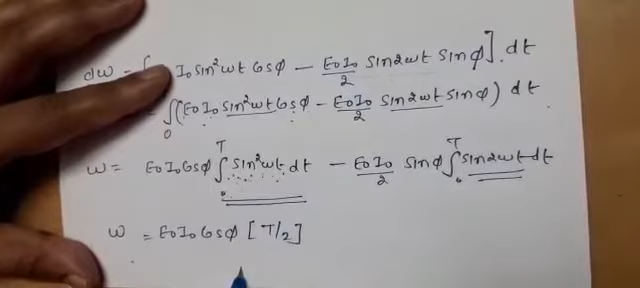 dw = ∫ I₀ sin²ωt Cosφ − E₀I₀/2 sin2ωt sinφ] dt
∫₀ (E₀I₀ sin²ωt Cosφ − E₀I₀/2 sin2ωt sinφ) dt
W = E₀I₀ Cosφ ∫₀ᵀ sin²ωt dt − E₀I₀/2 sinφ ∫₀ᵀ sin2ωt dt
W = E₀I₀ Cosφ [T/2]